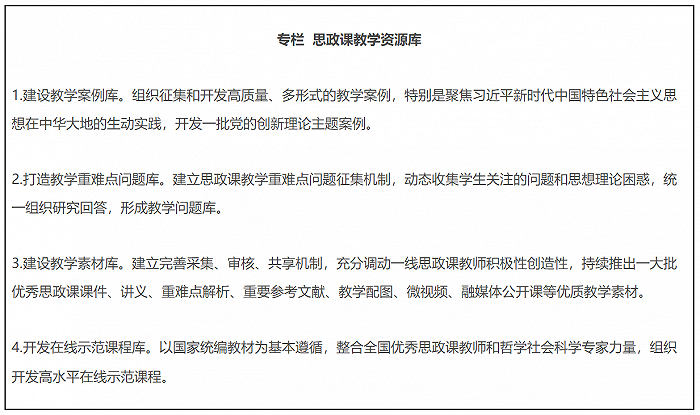 专栏 思政课教学资源库
1.建设教学案例库。组织征集和开发高质量、多形式的教学案例，特别是聚焦习近平新时代中国特色社会主义思
想在中华大地的生动实践，开发一批党的创新理论主题案例。
2.打造教学重难点问题库。建立思政课教学重难点问题征集机制，动态收集学生关注的问题和思想理论困惑，统
一组织研究回答，形成教学问题库。
3.建设教学素材库。建立完善采集、审核、共享机制，充分调动一线思政课教师积极性创造性，持续推出一大批
优秀思政课课件、讲义、重难点解析、重要参考文献、教学配图、微视频、融媒体公开课等优质教学素材。
4.开发在线示范课程库。以国家统编教材为基本遵循，整合全国优秀思政课教师和哲学社会科学专家力量，组织
开发高水平在线示范课程。